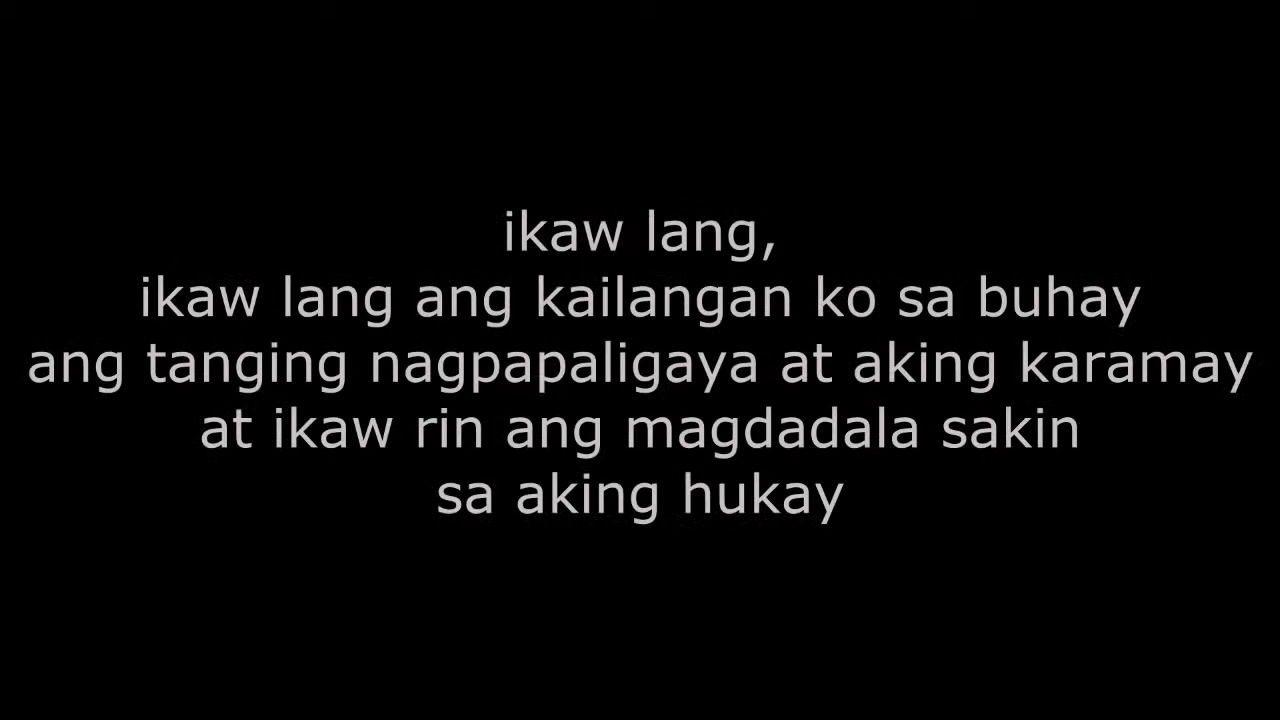 ikaw lang,
ikaw lang ang kailangan ko sa buhay
ang tanging nagpapaligaya at aking karamay
at ikaw rin ang magdadala sakin
sa aking hukay